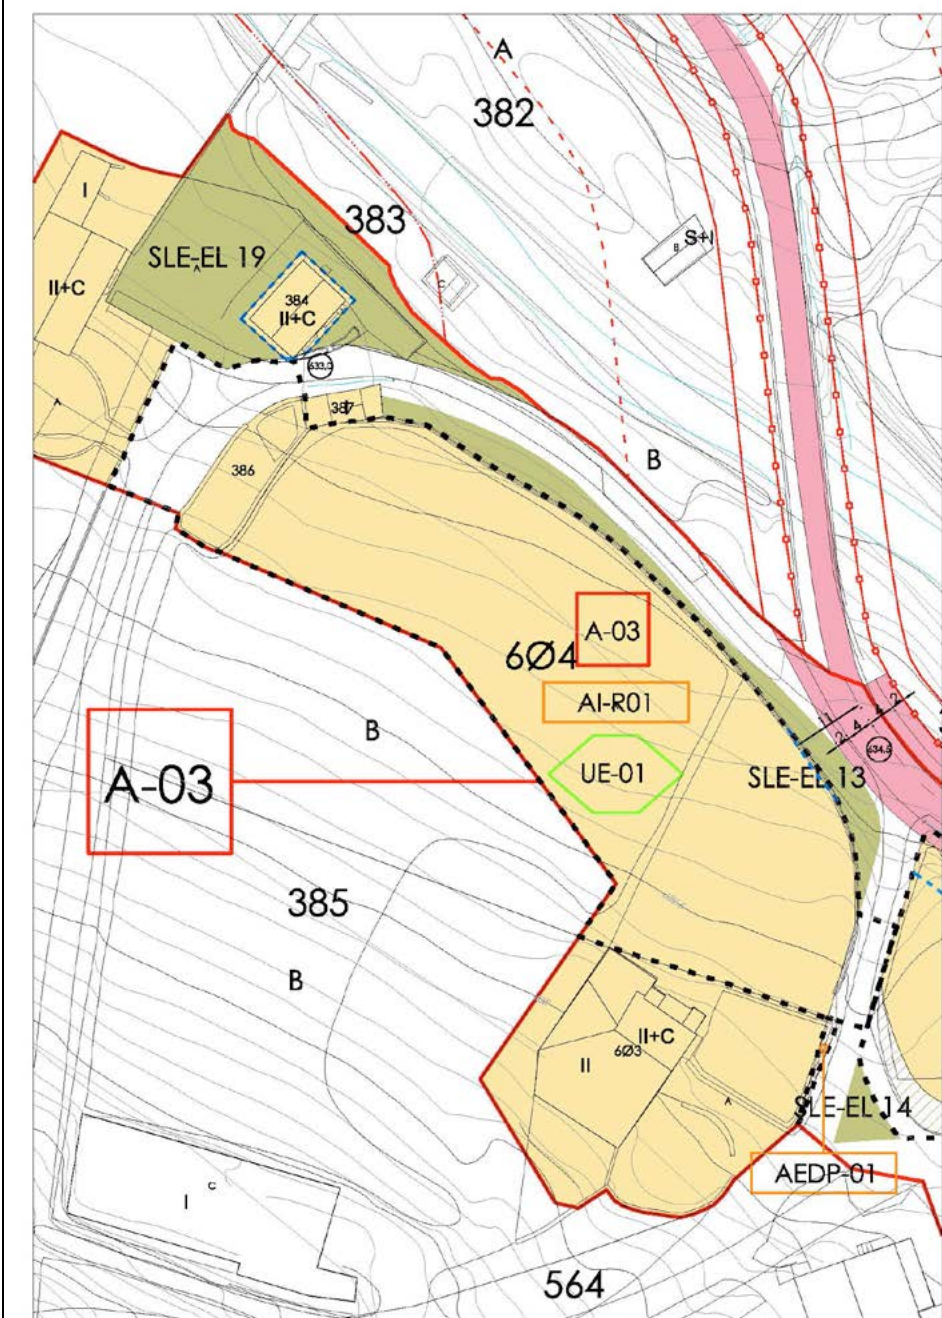 A
382
383
I
SLE-EL 19
A
B S+I
C
II+C
384
II+C
633,0
387
A
386
B
A-03
6Ø4
AI-R01
B
UE-01
A-03
SLE-EL 13
634,5
385
B
II+C
6Ø3
II
A
SLE-EL 14
AEDP-01
C
I
564